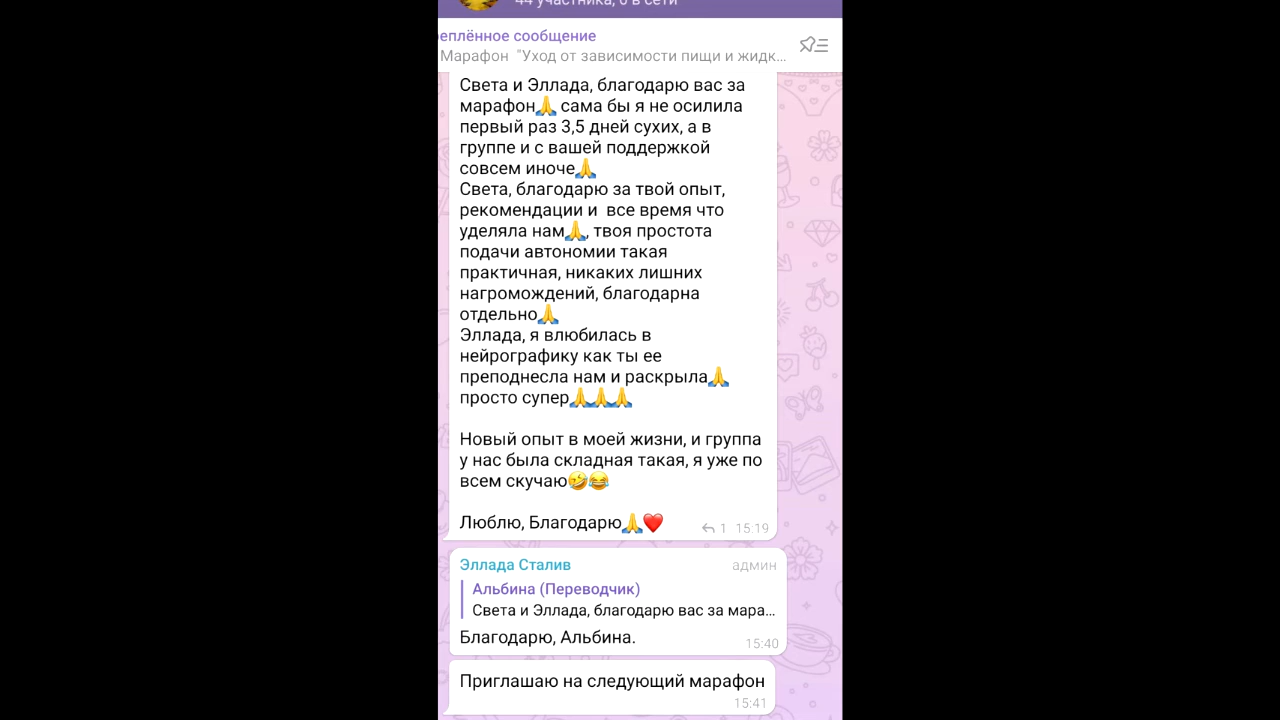 44 участника, 6 в сети
еплённое сообщение
Марафон "Уход от зависимости пищи и жидк...
Света и Эллада, благодарю вас за
марафон🙏 сама бы я не осилила
первый раз 3,5 дней сухих, а в
группе и с вашей поддержкой
совсем иноче🙏
Света, благодарю за твой опыт,
рекомендации и все время что
уделяла нам🙏, твоя простота
подачи автономии такая
практичная, никаких лишних
нагромождений, благодарна
отдельно🙏
Эллада, я влюбилась в
нейрографику как ты ее
преподнесла нам и раскрыла🙏
просто супер🙏🙏🙏
Новый опыт в моей жизни, и группа
у нас была складная такая, я уже по
всем скучаю🤣😂
Люблю, Благодарю🙏❤️
1 15:19
Эллада Сталив админ
Альбина (Переводчик)
Света и Эллада, благодарю вас за мара...
Благодарю, Альбина.
15:40
Приглашаю на следующий марафон
15:41